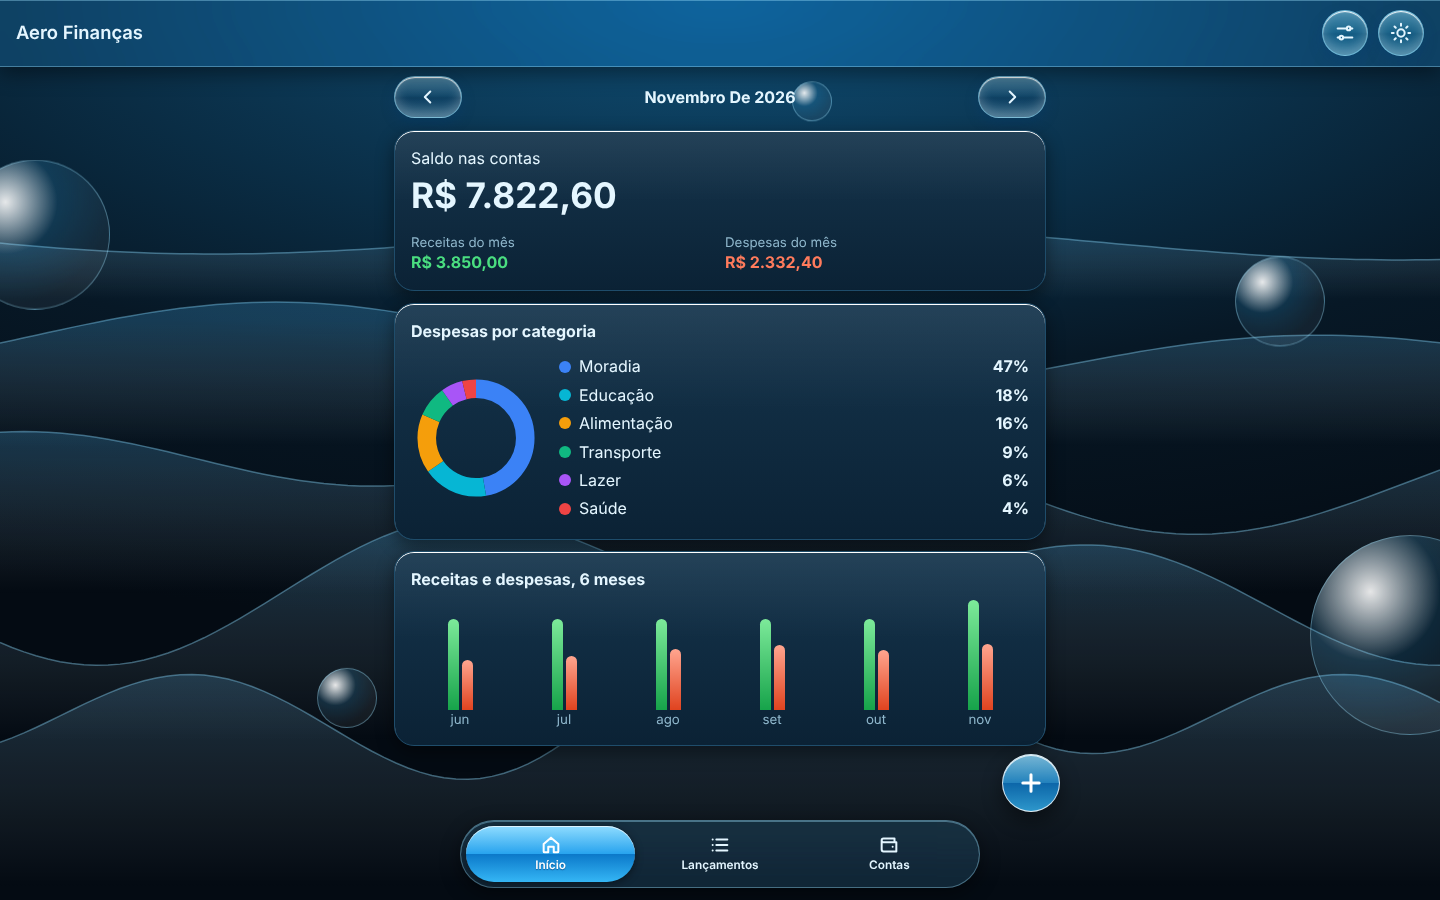 Aero Finanças
Novembro De 2026
Saldo nas contas
R$ 7.822,60
Receitas do mês
Despesas do mês
R$ 3.850,00
R$ 2.332,40
Despesas por categoria
Moradia 47%
Educação 18%
Alimentação 16%
Transporte 9%
Lazer 6%
Saúde 4%
Receitas e despesas, 6 meses
jun jul ago set out nov
Início Lançamentos Contas